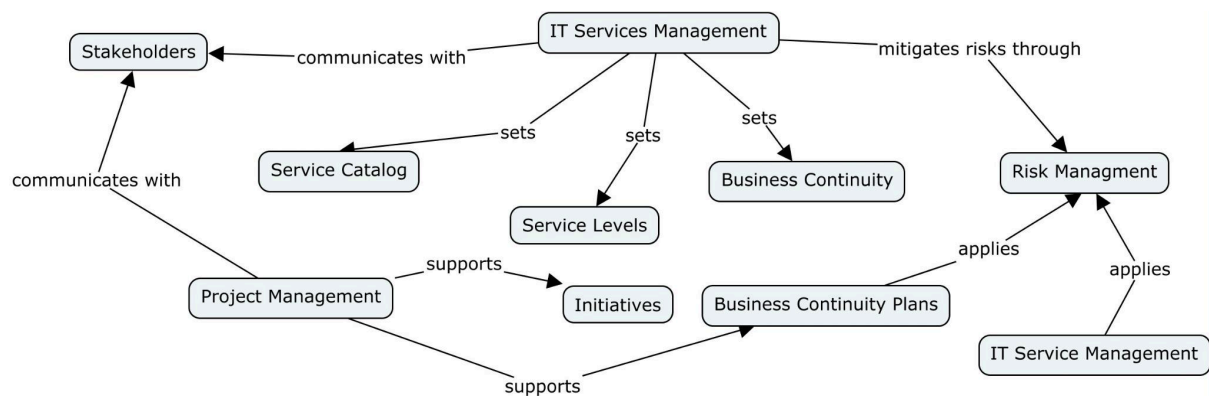 IT Services Management
Stakeholders
communicates with
mitigates risks through
sets
sets
sets
Service Catalog
Business Continuity
Risk Managment
communicates with
Service Levels
applies
supports
applies
Project Management
Initiatives
Business Continuity Plans
IT Service Management
supports